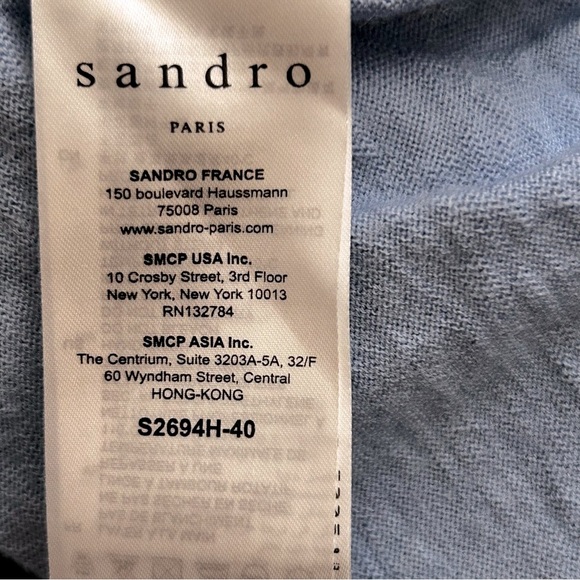 sandro
PARIS
SANDRO FRANCE
150 boulevard Haussmann
75008 Paris
www.sandro-paris.com
SMCP USA Inc.
10 Crosby Street, 3rd Floor
New York, New York 10013
RN132784
SMCP ASIA Inc.
The Centrium, Suite 3203A-5A, 32/F
60 Wyndham Street, Central
HONG-KONG
S2694H-40